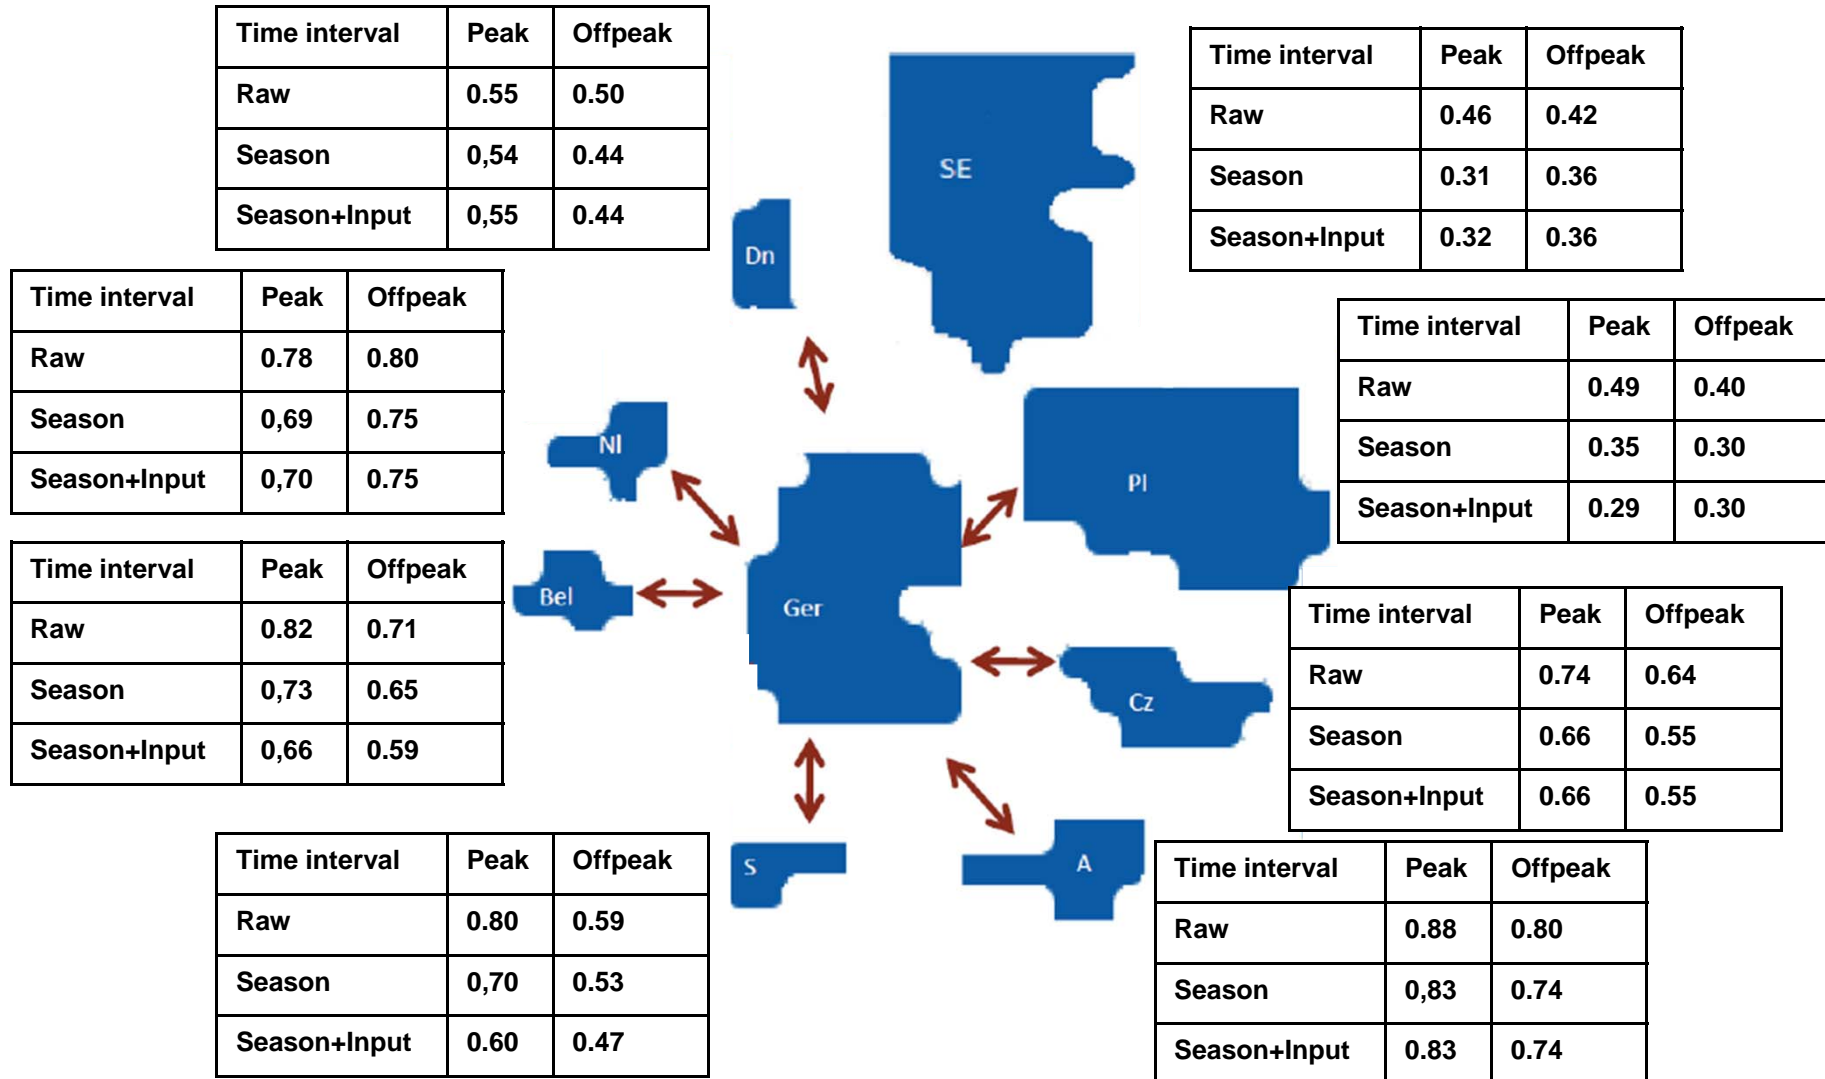 Time interval Peak Offpeak
Raw 0.55 0.50
Season 0,54 0.44
Season+Input 0,55 0.44
Time interval Peak Offpeak
Raw 0.46 0.42
Season 0.31 0.36
Season+Input 0.32 0.36
SE
Dn
Time interval Peak Offpeak
Raw 0.78 0.80
Season 0,69 0.75
Season+Input 0,70 0.75
Time interval Peak Offpeak
Raw 0.49 0.40
Season 0.35 0.30
Season+Input 0.29 0.30
Nl
Pl
Time interval Peak Offpeak
Raw 0.82 0.71
Season 0,73 0.65
Season+Input 0,66 0.59
Bel
Ger
Time interval Peak Offpeak
Raw 0.74 0.64
Season 0.66 0.55
Season+Input 0.66 0.55
Cz
Time interval Peak Offpeak
Raw 0.80 0.59
Season 0,70 0.53
Season+Input 0.60 0.47
S
A
Time interval Peak Offpeak
Raw 0.88 0.80
Season 0,83 0.74
Season+Input 0.83 0.74